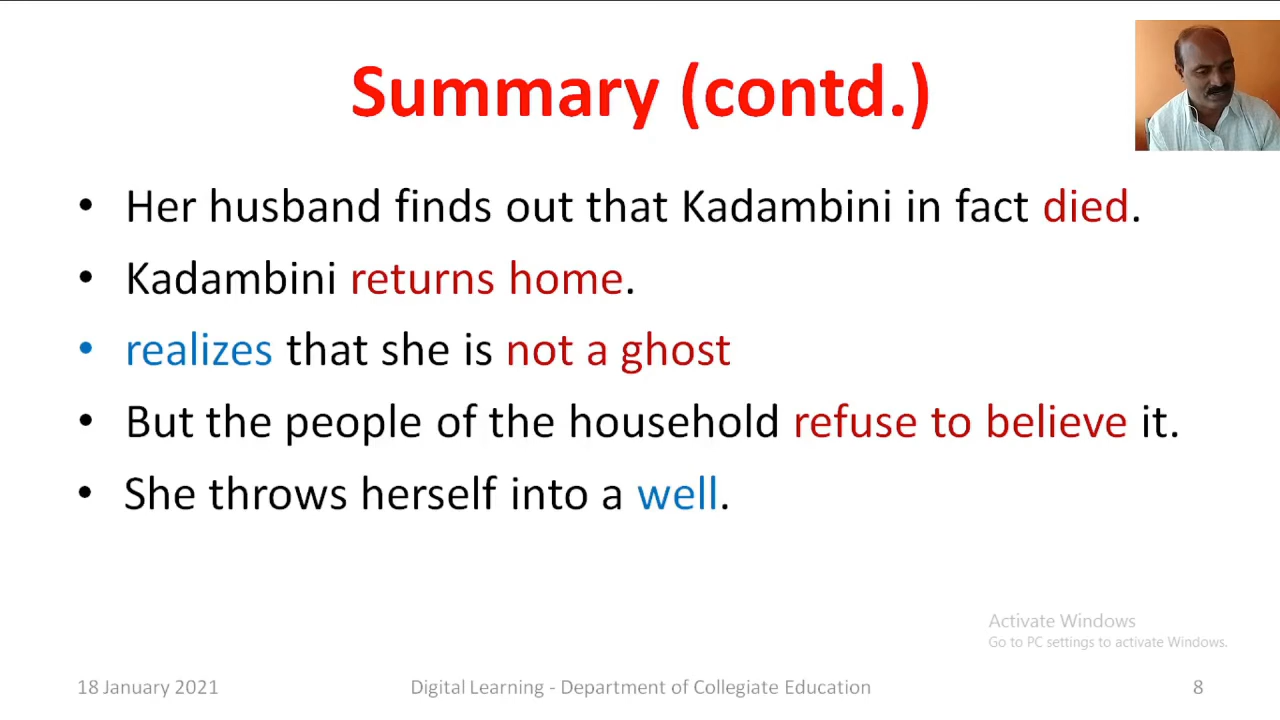 Summary (contd.)
• Her husband finds out that Kadambini in fact died.
• Kadambini returns home.
• realizes that she is not a ghost
• But the people of the household refuse to believe it.
• She throws herself into a well.
Activate Windows
Go to PC settings to activate Windows.
18 January 2021
Digital Learning - Department of Collegiate Education
8